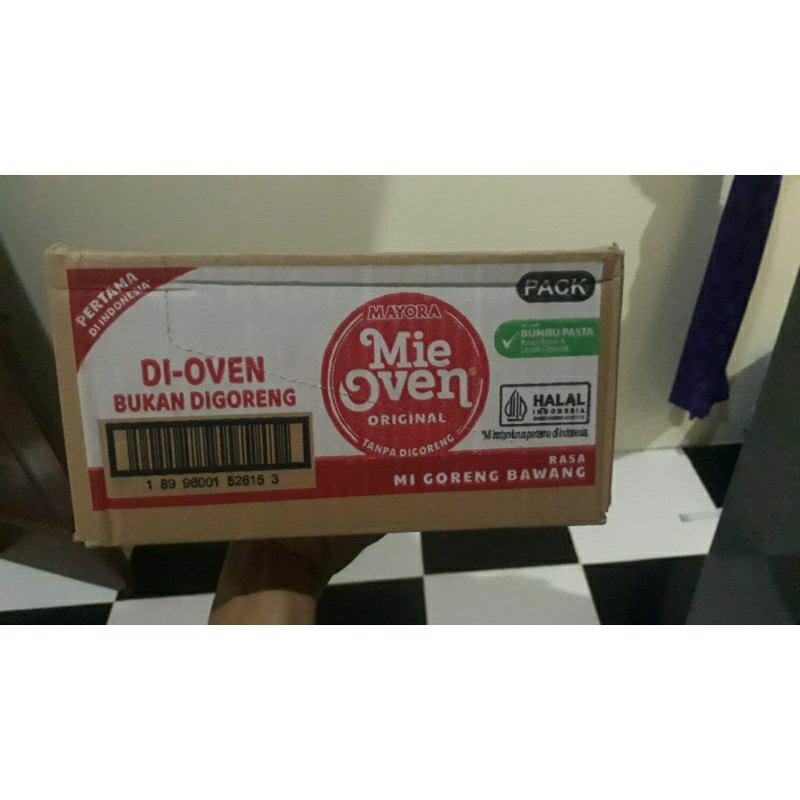 PERTAMA
DI INDONESIA*
PACK
MAYORA
Mie
Oven®
ORIGINAL
TANPA DIGORENG
DI-OVEN
BUKAN DIGORENG
BUMBU PASTA
HALAL
INDONESIA
*Mi instan lurus pertama di Indonesia.
1 89 96001 52615 3
RASA
MI GORENG BAWANG